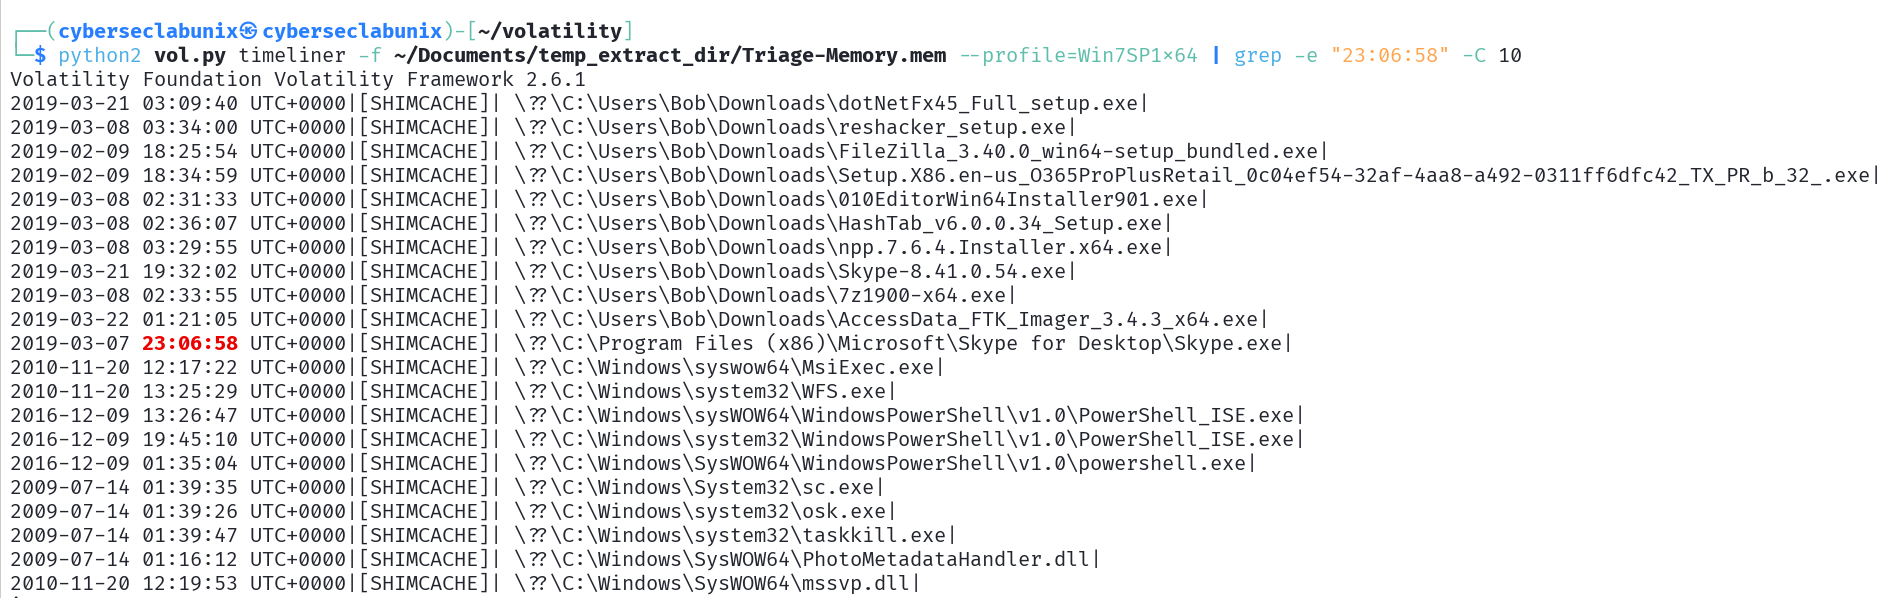 ┌──(cyberseclabunix㉿cyberseclabunix)-[~/volatility]
└─$ python2 vol.py timeliner -f ~/Documents/temp_extract_dir/Triage-Memory.mem --profile=Win7SP1×64 | grep -e "23:06:58" -C 10
Volatility Foundation Volatility Framework 2.6.1
2019-03-21 03:09:40 UTC+0000|[SHIMCACHE]| \??\C:\Users\Bob\Downloads\dotNetFx45_Full_setup.exe|
2019-03-08 03:34:00 UTC+0000|[SHIMCACHE]| \??\C:\Users\Bob\Downloads\reshacker_setup.exe|
2019-02-09 18:25:54 UTC+0000|[SHIMCACHE]| \??\C:\Users\Bob\Downloads\FileZilla_3.40.0_win64-setup_bundled.exe|
2019-02-09 18:34:59 UTC+0000|[SHIMCACHE]| \??\C:\Users\Bob\Downloads\Setup.X86.en-us_O365ProPlusRetail_0c04ef54-32af-4aa8-a492-0311ff6dfc42_TX_PR_b_32_.exe|
2019-03-08 02:31:33 UTC+0000|[SHIMCACHE]| \??\C:\Users\Bob\Downloads\010EditorWin64Installer901.exe|
2019-03-08 02:36:07 UTC+0000|[SHIMCACHE]| \??\C:\Users\Bob\Downloads\HashTab_v6.0.0.34_Setup.exe|
2019-03-08 03:29:55 UTC+0000|[SHIMCACHE]| \??\C:\Users\Bob\Downloads\npp.7.6.4.Installer.x64.exe|
2019-03-21 19:32:02 UTC+0000|[SHIMCACHE]| \??\C:\Users\Bob\Downloads\Skype-8.41.0.54.exe|
2019-03-08 02:33:55 UTC+0000|[SHIMCACHE]| \??\C:\Users\Bob\Downloads\7z1900-x64.exe|
2019-03-22 01:21:05 UTC+0000|[SHIMCACHE]| \??\C:\Users\Bob\Downloads\AccessData_FTK_Imager_3.4.3_x64.exe|
2019-03-07 23:06:58 UTC+0000|[SHIMCACHE]| \??\C:\Program Files (x86)\Microsoft\Skype for Desktop\Skype.exe|
2010-11-20 12:17:22 UTC+0000|[SHIMCACHE]| \??\C:\Windows\syswow64\MsiExec.exe|
2010-11-20 13:25:29 UTC+0000|[SHIMCACHE]| \??\C:\Windows\system32\WFS.exe|
2016-12-09 13:26:47 UTC+0000|[SHIMCACHE]| \??\C:\Windows\sysWOW64\WindowsPowerShell\v1.0\PowerShell_ISE.exe|
2016-12-09 19:45:10 UTC+0000|[SHIMCACHE]| \??\C:\Windows\system32\WindowsPowerShell\v1.0\PowerShell_ISE.exe|
2016-12-09 01:35:04 UTC+0000|[SHIMCACHE]| \??\C:\Windows\SysWOW64\WindowsPowerShell\v1.0\powershell.exe|
2009-07-14 01:39:35 UTC+0000|[SHIMCACHE]| \??\C:\Windows\System32\sc.exe|
2009-07-14 01:39:26 UTC+0000|[SHIMCACHE]| \??\C:\Windows\system32\osk.exe|
2009-07-14 01:39:47 UTC+0000|[SHIMCACHE]| \??\C:\Windows\system32\taskkill.exe|
2009-07-14 01:16:12 UTC+0000|[SHIMCACHE]| \??\C:\Windows\SysWOW64\PhotoMetadataHandler.dll|
2010-11-20 12:19:53 UTC+0000|[SHIMCACHE]| \??\C:\Windows\SysWOW64\mssvp.dll|